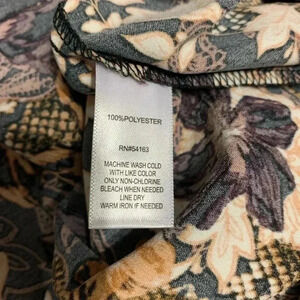 100%POLYESTER
RN#54163
MACHINE WASH COLD
WITH LIKE COLOR
ONLY NON-CHLORINE
BLEACH WHEN NEEDED
LINE DRY
WARM IRON IF NEEDED